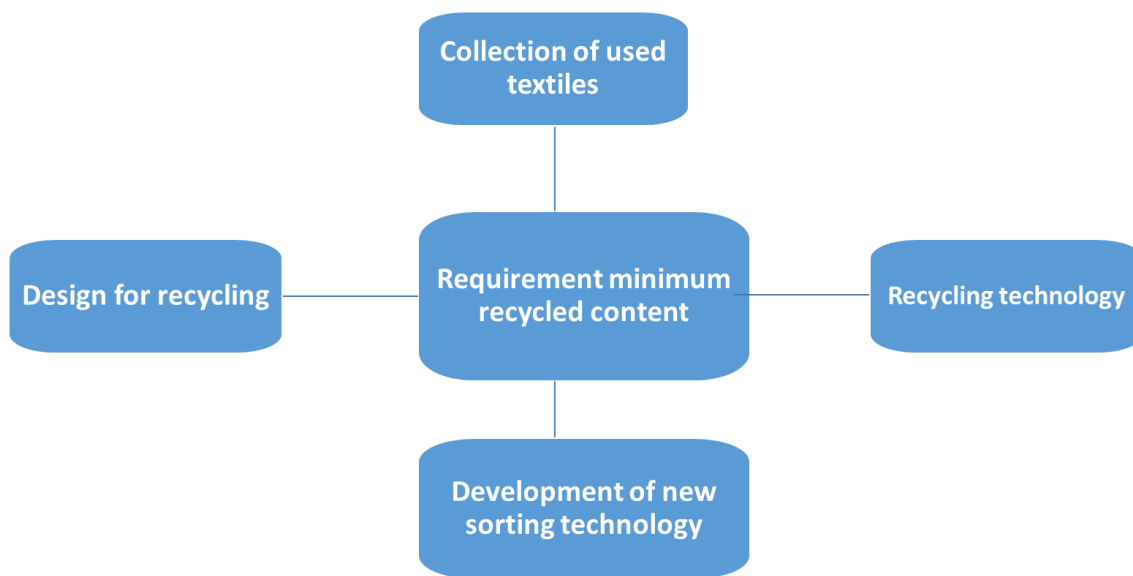 Collection of used
textiles
Design for recycling
Requirement minimum
recycled content
Recycling technology
Development of new
sorting technology